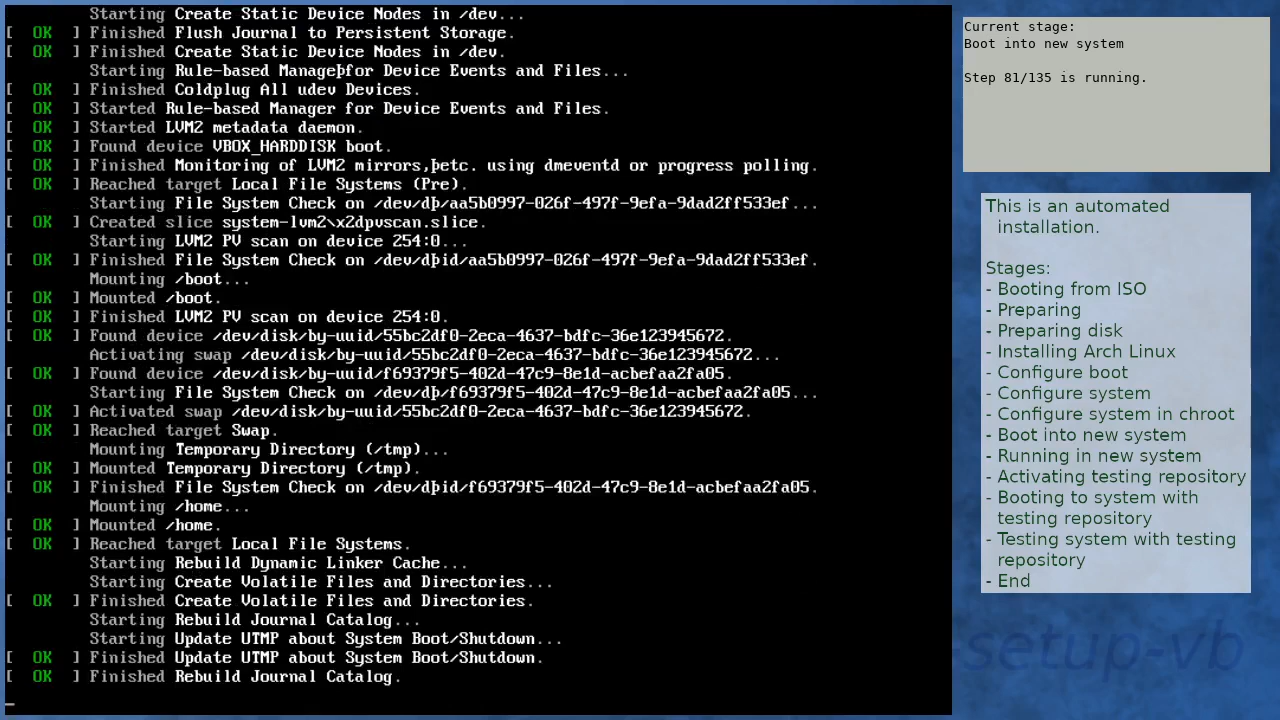 Starting Create Static Device Nodes in /dev...
[  OK  ] Finished Flush Journal to Persistent Storage.
[  OK  ] Finished Create Static Device Nodes in /dev.
Starting Rule-based Manageþfor Device Events and Files...
[  OK  ] Finished Coldplug All udev Devices.
[  OK  ] Started Rule-based Manager for Device Events and Files.
[  OK  ] Started LVM2 metadata daemon.
[  OK  ] Found device VBOX_HARDDISK boot.
[  OK  ] Finished Monitoring of LVM2 mirrors,þetc. using dmeventd or progress polling.
[  OK  ] Reached target Local File Systems (Pre).
Starting File System Check on /dev/dþ/aa5b0997-026f-497f-9efa-9dad2ff533ef...
[  OK  ] Created slice system-lvm2\x2dpvscan.slice.
Starting LVM2 PV scan on device 254:0...
[  OK  ] Finished File System Check on /dev/dþid/aa5b0997-026f-497f-9efa-9dad2ff533ef.
Mounting /boot...
[  OK  ] Mounted /boot.
[  OK  ] Finished LVM2 PV scan on device 254:0.
[  OK  ] Found device /dev/disk/by-uuid/55bc2df0-2eca-4637-bdfc-36e123945672.
Activating swap /dev/disk/by-uuid/55bc2df0-2eca-4637-bdfc-36e123945672...
[  OK  ] Found device /dev/disk/by-uuid/f69379f5-402d-47c9-8e1d-acbefaa2fa05.
Starting File System Check on /dev/dþ/f69379f5-402d-47c9-8e1d-acbefaa2fa05...
[  OK  ] Activated swap /dev/disk/by-uuid/55bc2df0-2eca-4637-bdfc-36e123945672.
[  OK  ] Reached target Swap.
Mounting Temporary Directory (/tmp)...
[  OK  ] Mounted Temporary Directory (/tmp).
[  OK  ] Finished File System Check on /dev/dþid/f69379f5-402d-47c9-8e1d-acbefaa2fa05.
Mounting /home...
[  OK  ] Mounted /home.
[  OK  ] Reached target Local File Systems.
Starting Rebuild Dynamic Linker Cache...
Starting Create Volatile Files and Directories...
[  OK  ] Finished Create Volatile Files and Directories.
Starting Rebuild Journal Catalog...
Starting Update UTMP about System Boot/Shutdown...
[  OK  ] Finished Update UTMP about System Boot/Shutdown.
[  OK  ] Finished Rebuild Journal Catalog.
_
Current stage:
Boot into new system
Step 81/135 is running.
This is an automated
installation.
Stages:
- Booting from ISO
- Preparing
- Preparing disk
- Installing Arch Linux
- Configure boot
- Configure system
- Configure system in chroot
- Boot into new system
- Running in new system
- Activating testing repository
- Booting to system with
testing repository
- Testing system with testing
repository
- End
-setup-vb